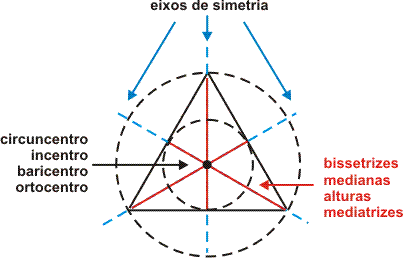 eixos de simetria
circuncentro
incentro
baricentro
ortocentro
bissetrizes
medianas
alturas
mediatrizes